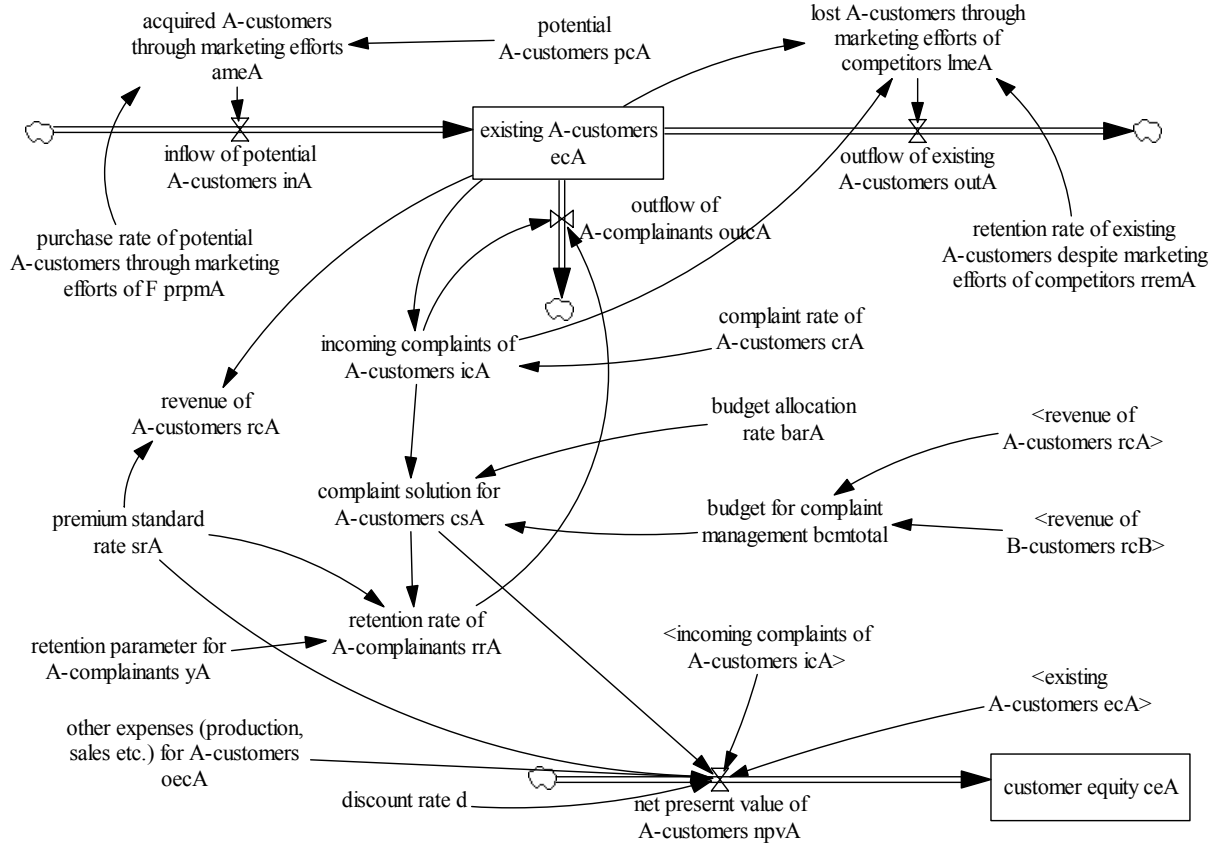 acquired A-customers
through marketing efforts
ameA
potential
A-customers pcA
lost A-customers through
marketing efforts of
competitors lmeA
existing A-customers
ecA
inflow of potential
A-customers inA
outflow of existing
A-customers outA
outflow of
A-complainants outcA
purchase rate of potential
A-customers through marketing
efforts of F prpmA
retention rate of existing
A-customers despite marketing
efforts of competitors rremA
incoming complaints of
A-customers icA
complaint rate of
A-customers crA
revenue of
A-customers rcA
budget allocation
rate barA
<revenue of
A-customers rcA>
complaint solution for
A-customers csA
premium standard
rate srA
budget for complaint
management bcmtotal
<revenue of
B-customers rcB>
retention rate of
A-complainants rrA
retention parameter for
A-complainants yA
<incoming complaints of
A-customers icA>
<existing
A-customers ecA>
other expenses (production,
sales etc.) for A-customers
oecA
discount rate d
net present value of
A-customers npvA
customer equity ceA